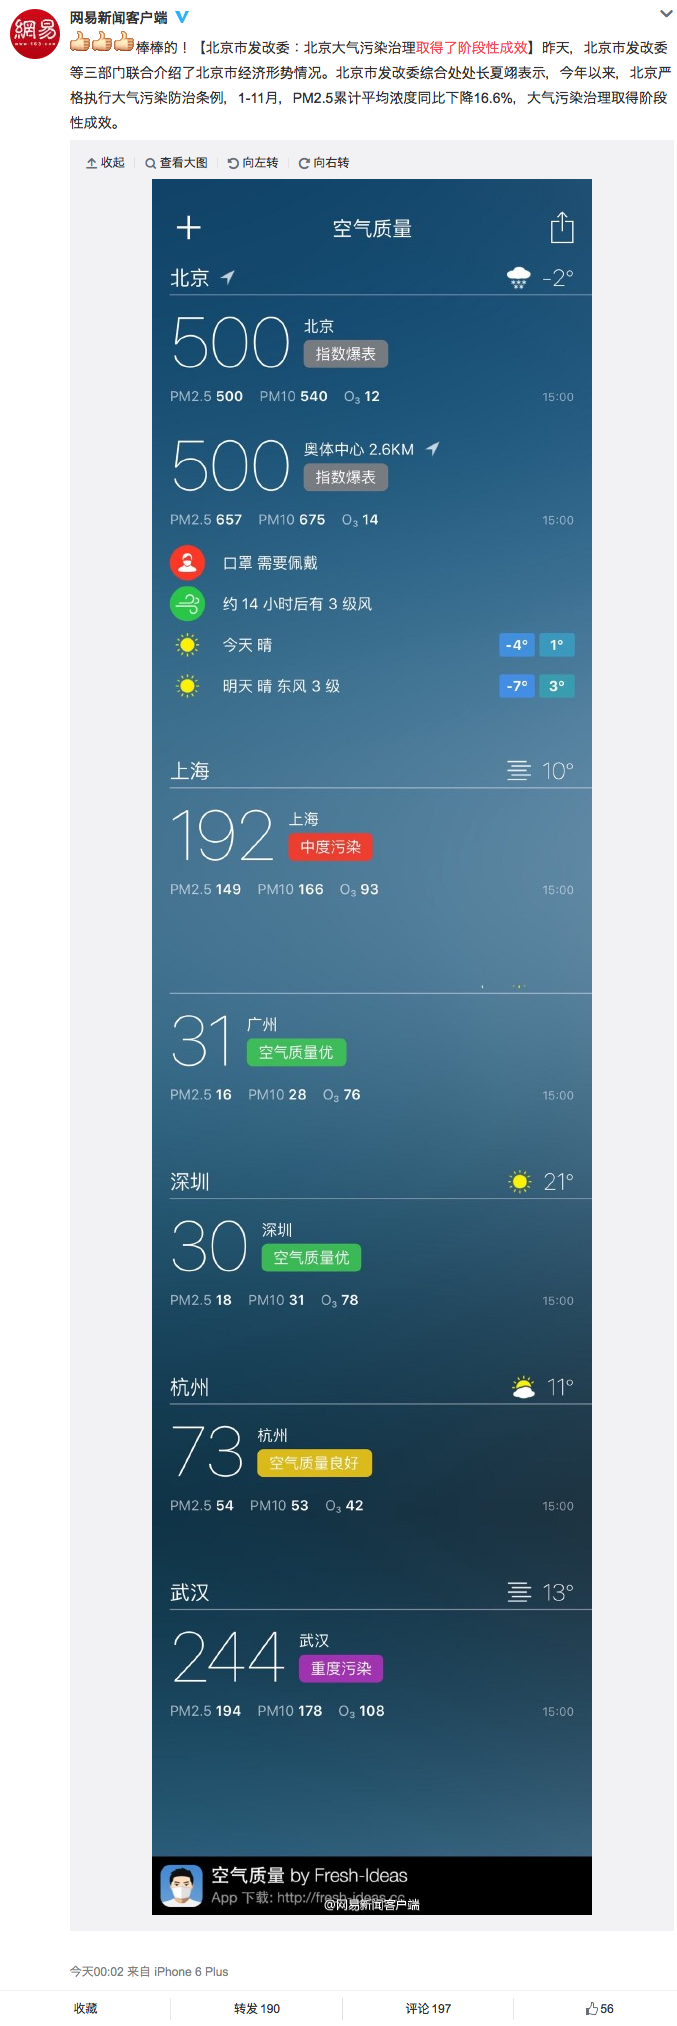 網易
www.163.com
网易新闻客户端
棒棒的！【北京市发改委：北京大气污染治理取得了阶段性成效】昨天，北京市发改委
等三部门联合介绍了北京市经济形势情况。北京市发改委综合处处长夏翊表示，今年以来，北京严
格执行大气污染防治条例，1-11月，PM2.5累计平均浓度同比下降16.6%，大气污染治理取得阶段
性成效。
收起 查看大图 向左转 向右转
空气质量
北京 -2°
500 北京
指数爆表
PM2.5 500 PM10 540 O₃ 12 15:00
500 奥体中心 2.6KM
指数爆表
PM2.5 657 PM10 675 O₃ 14 15:00
口罩 需要佩戴
约 14 小时后有 3 级风
今天 晴 -4° 1°
明天 晴 东风 3 级 -7° 3°
上海 10°
192 上海
中度污染
PM2.5 149 PM10 166 O₃ 93 15:00
31 广州
空气质量优
PM2.5 16 PM10 28 O₃ 76 15:00
深圳 21°
30 深圳
空气质量优
PM2.5 18 PM10 31 O₃ 78 15:00
杭州 11°
73 杭州
空气质量良好
PM2.5 54 PM10 53 O₃ 42 15:00
武汉 13°
244 武汉
重度污染
PM2.5 194 PM10 178 O₃ 108 15:00
空气质量 by Fresh-Ideas
App 下载: http://fresh-ideas.cc
@网易新闻客户端
今天00:02 来自 iPhone 6 Plus
收藏 转发 190 评论 197 56